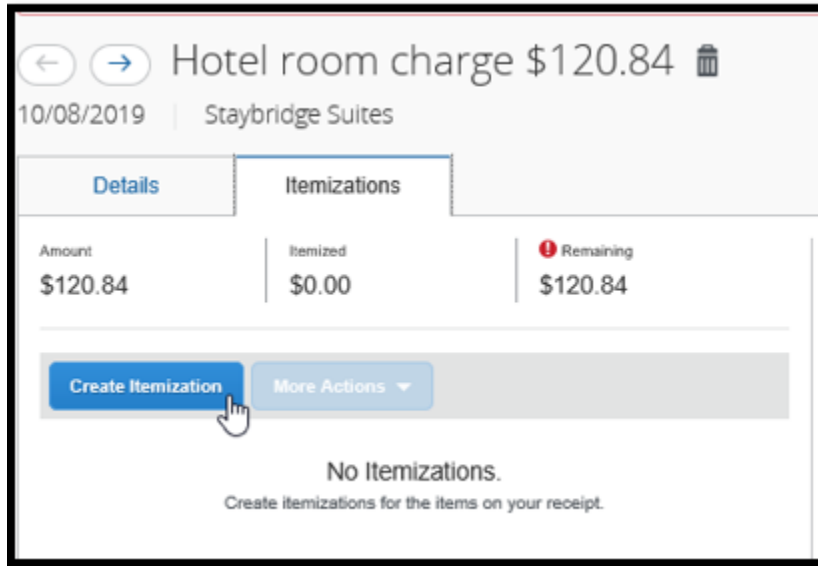 Hotel room charge $120.84
10/08/2019 Staybridge Suites
Details Itemizations
Amount Itemized Remaining
$120.84 $0.00 $120.84
Create Itemization More Actions
No Itemizations.
Create itemizations for the items on your receipt.